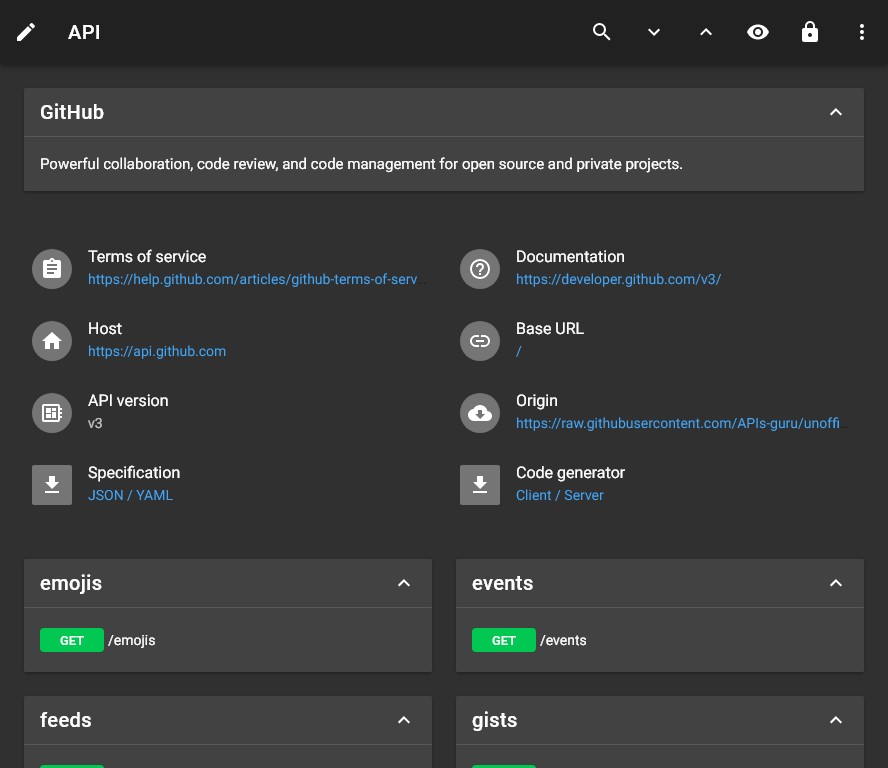 API
GitHub
Powerful collaboration, code review, and code management for open source and private projects.
Terms of service
https://help.github.com/articles/github-terms-of-serv...
Documentation
https://developer.github.com/v3/
Host
https://api.github.com
Base URL
/
API version
v3
Origin
https://raw.githubusercontent.com/APIs-guru/unoffi...
Specification
JSON / YAML
Code generator
Client / Server
emojis
GET /emojis
events
GET /events
feeds
gists